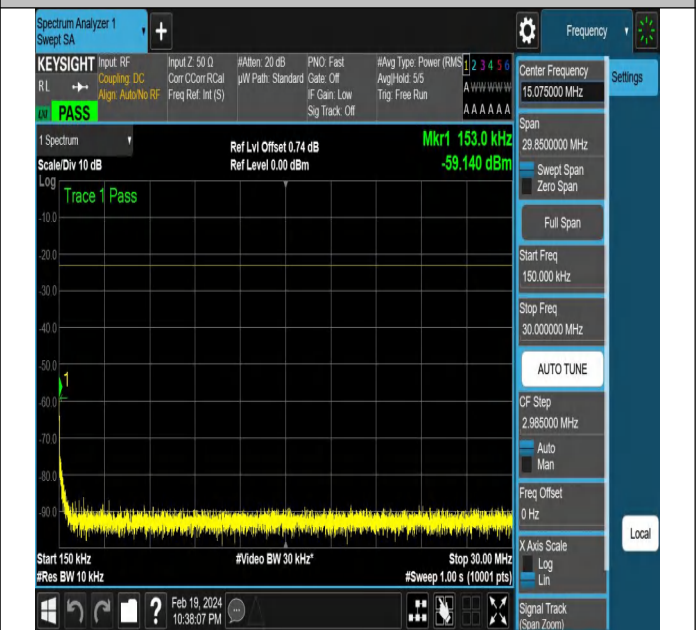 Spectrum Analyzer 1
Swept SA
+
Frequency
KEYSIGHT
RL
LXI
PASS
Input: RF
Coupling: DC
Align: Auto/No RF
Input Z: 50 Ω
Corr CCorr RCal
Freq Ref: Int (S)
#Atten: 20 dB
µW Path: Standard
PNO: Fast
Gate: Off
IF Gain: Low
Sig Track: Off
#Avg Type: Power (RMS
Avg|Hold: 5/5
Trig: Free Run
1 2 3 4 5 6
A W W W W W
A A A A A A
1 Spectrum
Scale/Div 10 dB
Ref Lvl Offset 0.74 dB
Ref Level 0.00 dBm
Mkr1 153.0 kHz
-59.140 dBm
Log
Trace 1 Pass
-10.0
-20.0
-30.0
-40.0
-50.0
1
-60.0
-70.0
-80.0
-90.0
Start 150 kHz
#Res BW 10 kHz
#Video BW 30 kHz*
Stop 30.00 MHz
#Sweep 1.00 s (10001 pts)
Center Frequency
15.075000 MHz
Settings
Span
29.8500000 MHz
Swept Span
Zero Span
Full Span
Start Freq
150.000 kHz
Stop Freq
30.000000 MHz
AUTO TUNE
CF Step
2.985000 MHz
Auto
Man
Freq Offset
0 Hz
Local
X Axis Scale
Log
Lin
Signal Track
(Span Zoom)
?
Feb 19, 2024
10:38:07 PM